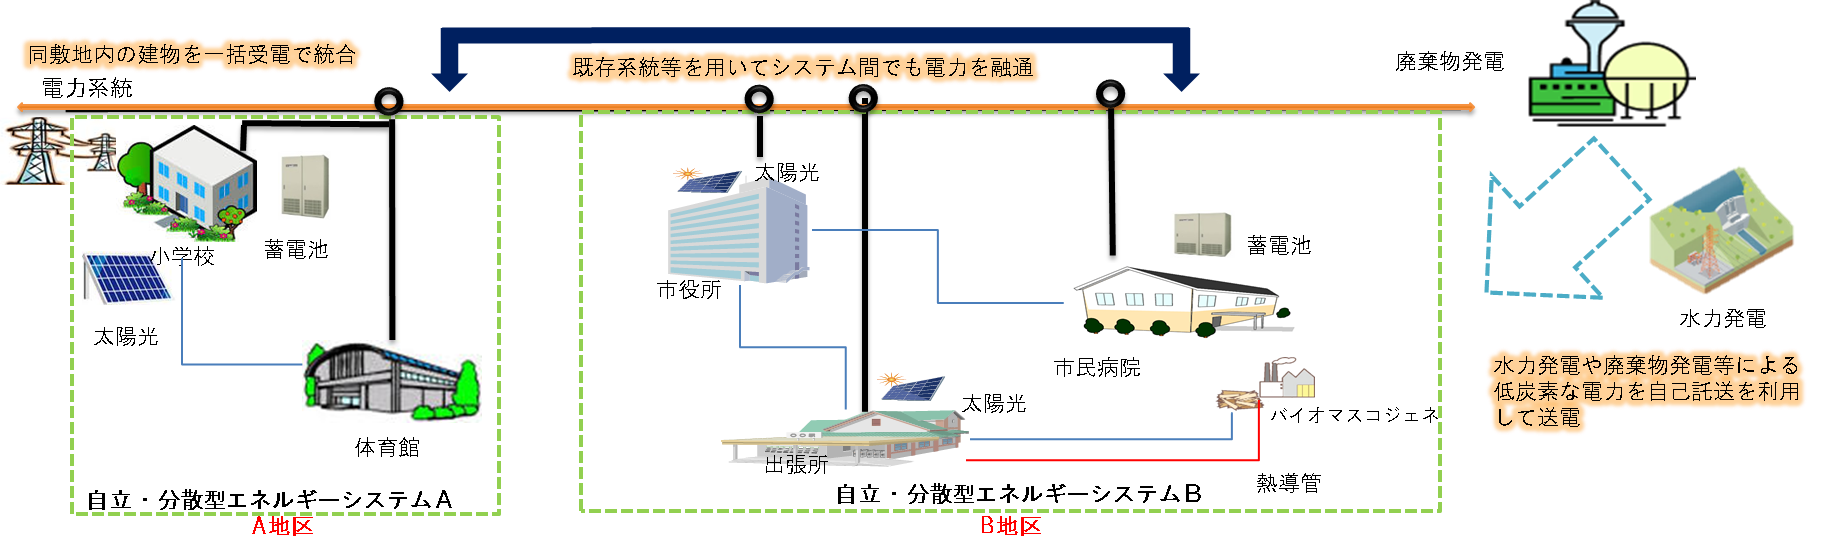 同敷地内の建物を一括受電で統合
電力系統
既存系統等を用いてシステム間でも電力を融通
廃棄物発電
小学校
蓄電池
太陽光
体育館
自立・分散型エネルギーシステムA
A地区
太陽光
市役所
蓄電池
市民病院
太陽光
出張所
バイオマスコジェネ
熱導管
自立・分散型エネルギーシステムB
B地区
水力発電
水力発電や廃棄物発電等による
低炭素な電力を自己託送を利用
して送電